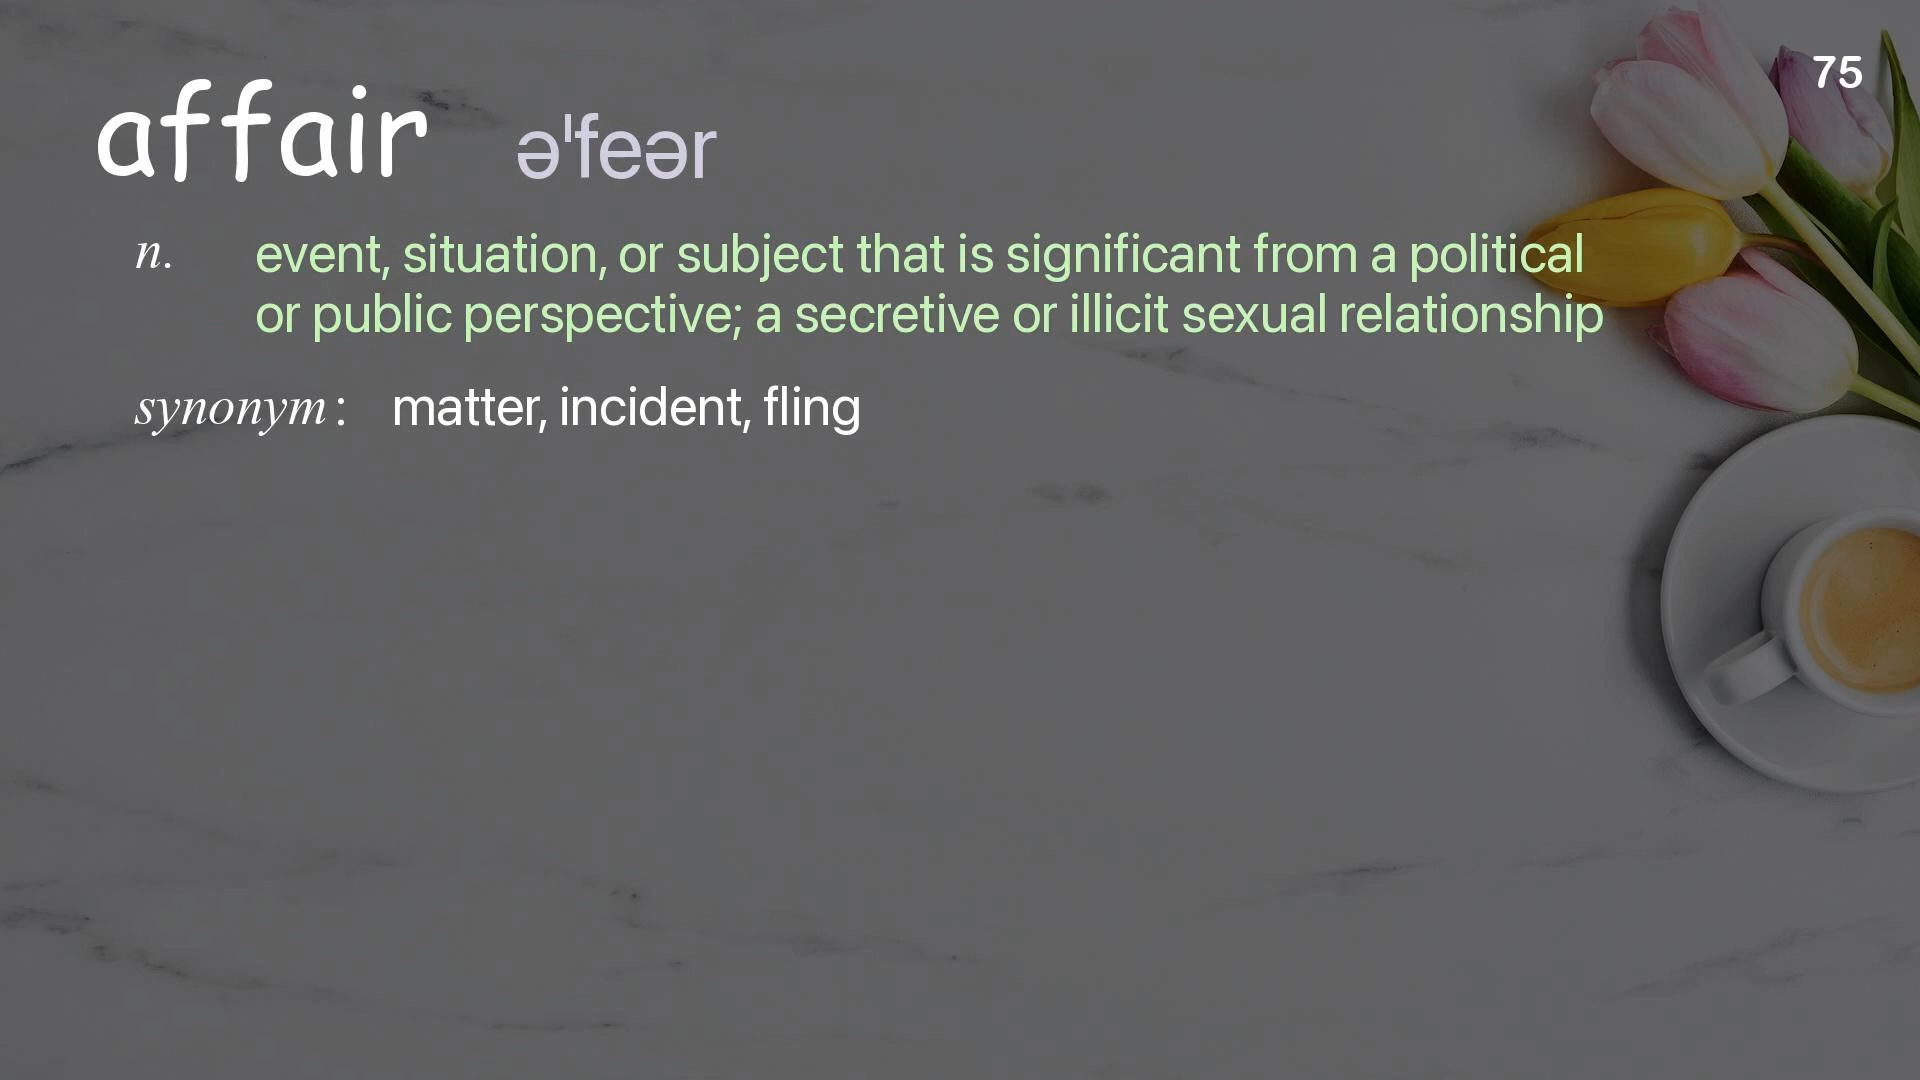 75
affair əˈfeər
n. event, situation, or subject that is significant from a political
or public perspective; a secretive or illicit sexual relationship
synonym: matter, incident, fling